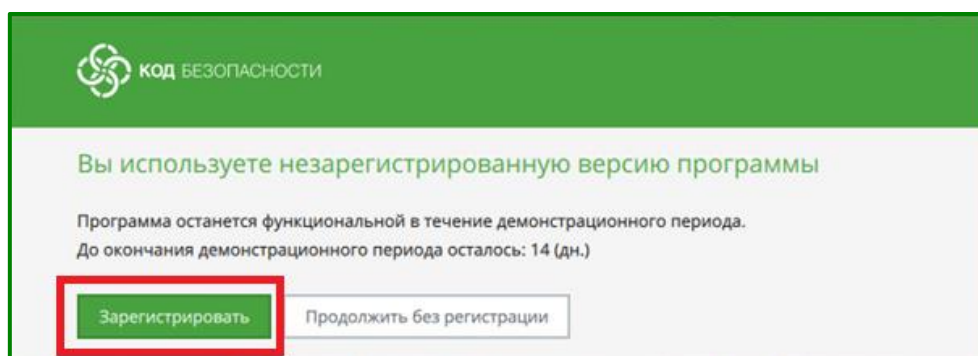 КОД БЕЗОПАСНОСТИ
Вы используете незарегистрированную версию программы
Программа останется функциональной в течение демонстрационного периода.
До окончания демонстрационного периода осталось: 14 (дн.)
Зарегистрировать
Продолжить без регистрации